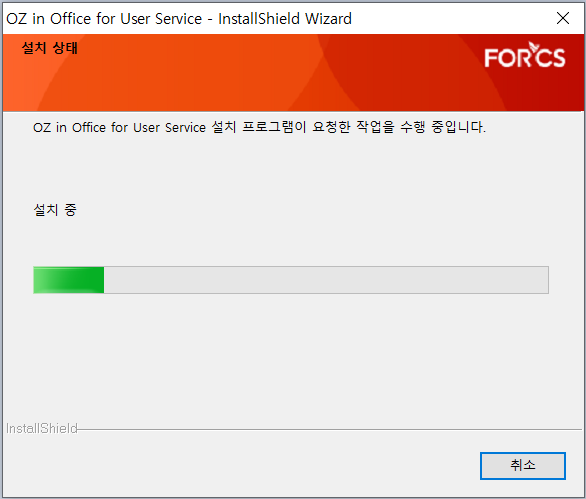 OZ in Office for User Service - InstallShield Wizard
설치 상태
FORCS
OZ in Office for User Service 설치 프로그램이 요청한 작업을 수행 중입니다.
설치 중
InstallShield
취소